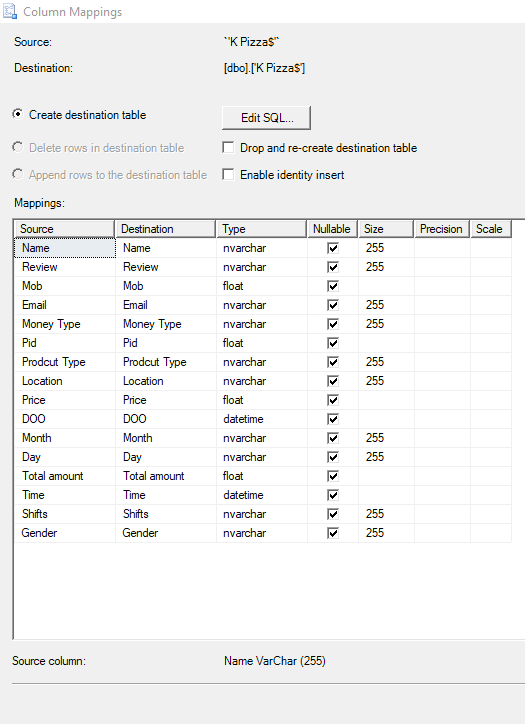 Column Mappings
Source: `'K Pizza$'`
Destination: [dbo].['K Pizza$']
Create destination table Edit SQL...
Delete rows in destination table Drop and re-create destination table
Append rows to the destination table Enable identity insert
Mappings:
Source Destination Type Nullable Size Precision Scale
Name Name nvarchar 255
Review Review nvarchar 255
Mob Mob float
Email Email nvarchar 255
Money Type Money Type nvarchar 255
Pid Pid float
Prodcut Type Prodcut Type nvarchar 255
Location Location nvarchar 255
Price Price float
DOO DOO datetime
Month Month nvarchar 255
Day Day nvarchar 255
Total amount Total amount float
Time Time datetime
Shifts Shifts nvarchar 255
Gender Gender nvarchar 255
Source column: Name VarChar (255)